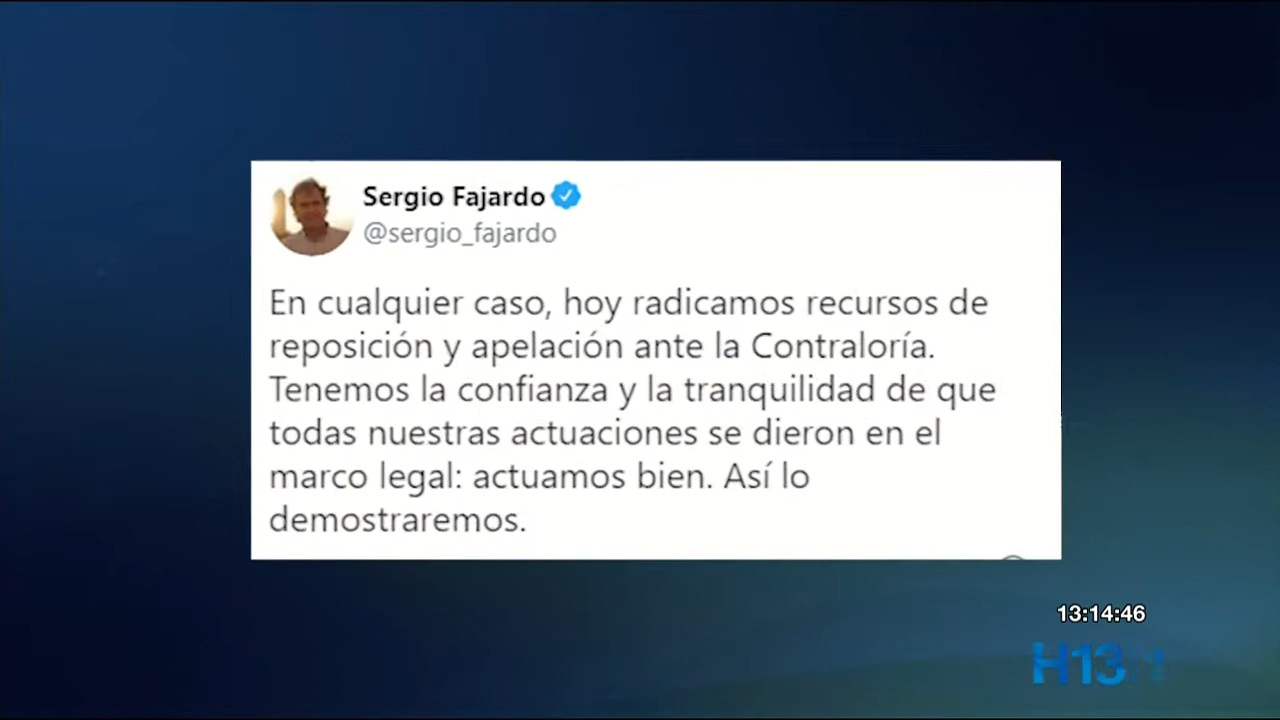 Sergio Fajardo
@sergio_fajardo
En cualquier caso, hoy radicamos recursos de
reposición y apelación ante la Contraloría.
Tenemos la confianza y la tranquilidad de que
todas nuestras actuaciones se dieron en el
marco legal: actuamos bien. Así lo
demostraremos.
13:14:46
H13N